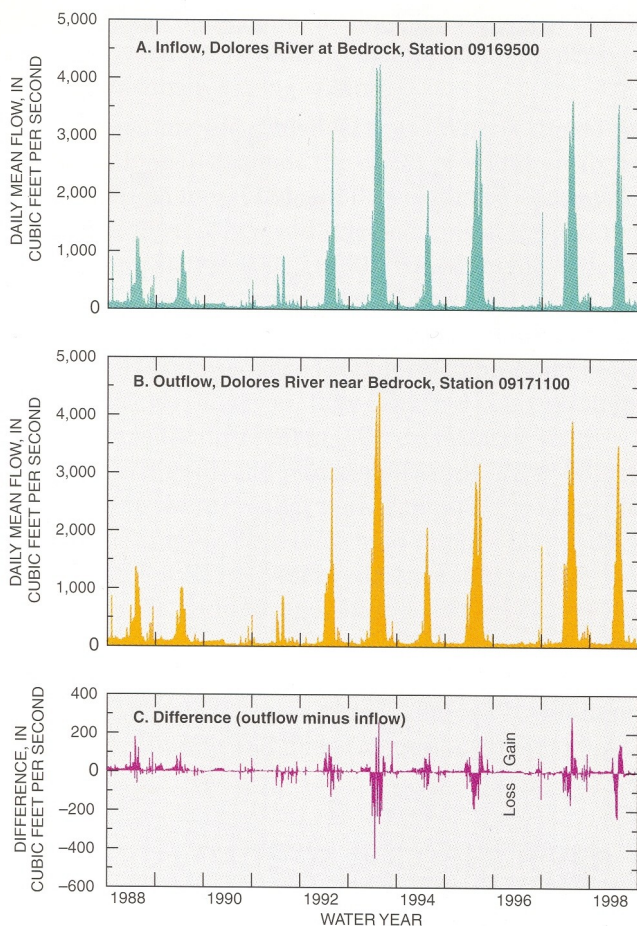 5,000
A. Inflow, Dolores River at Bedrock, Station 09169500
4,000
3,000
2,000
1,000
0
DAILY MEAN FLOW, IN
CUBIC FEET PER SECOND
5,000
B. Outflow, Dolores River near Bedrock, Station 09171100
4,000
3,000
2,000
1,000
0
DAILY MEAN FLOW, IN
CUBIC FEET PER SECOND
400
C. Difference (outflow minus inflow)
200
0
–200
–400
–600
Gain
Loss
DIFFERENCE, IN
CUBIC FEET PER SECOND
1988 1990 1992 1994 1996 1998
WATER YEAR